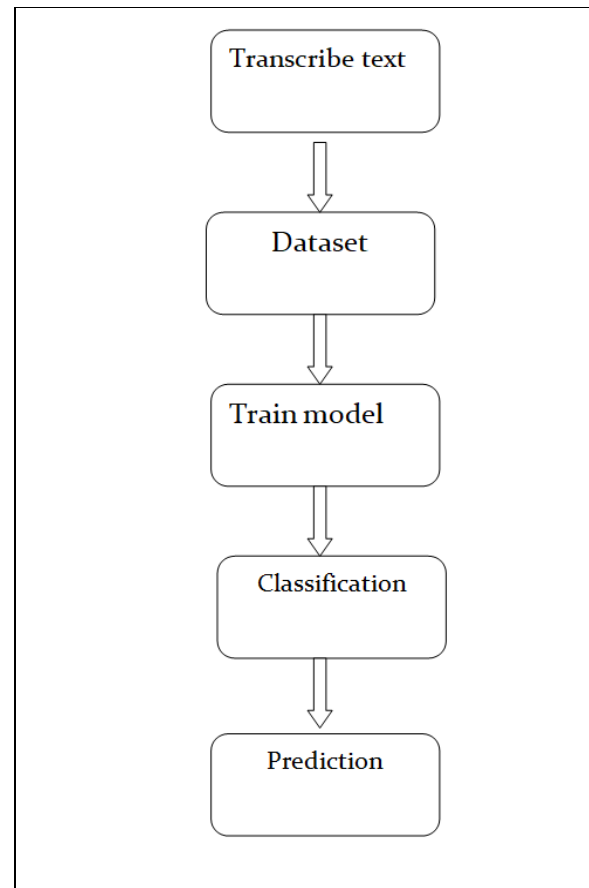 Transcribe text
Dataset
Train model
Classification
Prediction